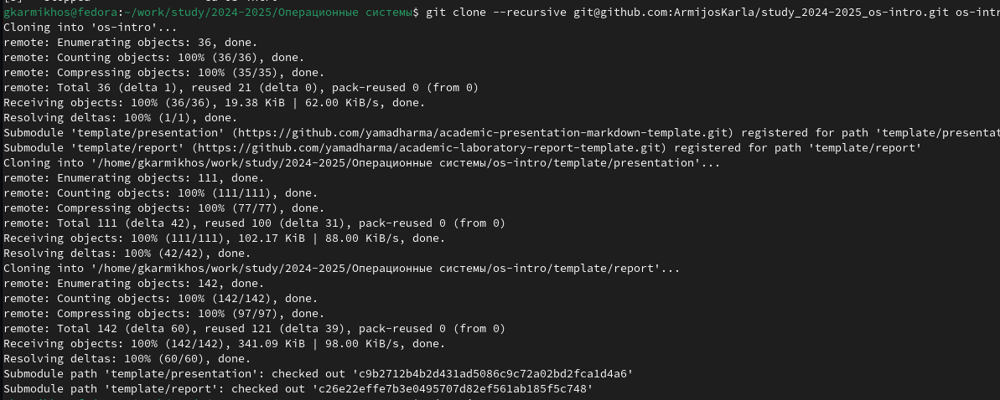 gkarmikhos@fedora:~/work/study/2024-2025/Операционные системы$ git clone --recursive git@github.com:ArmijosKarla/study_2024-2025_os-intro.git os-intr
Cloning into 'os-intro'...
remote: Enumerating objects: 36, done.
remote: Counting objects: 100% (36/36), done.
remote: Compressing objects: 100% (35/35), done.
remote: Total 36 (delta 1), reused 21 (delta 0), pack-reused 0 (from 0)
Receiving objects: 100% (36/36), 19.38 KiB | 62.00 KiB/s, done.
Resolving deltas: 100% (1/1), done.
Submodule 'template/presentation' (https://github.com/yamadharma/academic-presentation-markdown-template.git) registered for path 'template/presentat
Submodule 'template/report' (https://github.com/yamadharma/academic-laboratory-report-template.git) registered for path 'template/report'
Cloning into '/home/gkarmikhos/work/study/2024-2025/Операционные системы/os-intro/template/presentation'...
remote: Enumerating objects: 111, done.
remote: Counting objects: 100% (111/111), done.
remote: Compressing objects: 100% (77/77), done.
remote: Total 111 (delta 42), reused 100 (delta 31), pack-reused 0 (from 0)
Receiving objects: 100% (111/111), 102.17 KiB | 88.00 KiB/s, done.
Resolving deltas: 100% (42/42), done.
Cloning into '/home/gkarmikhos/work/study/2024-2025/Операционные системы/os-intro/template/report'...
remote: Enumerating objects: 142, done.
remote: Counting objects: 100% (142/142), done.
remote: Compressing objects: 100% (97/97), done.
remote: Total 142 (delta 60), reused 121 (delta 39), pack-reused 0 (from 0)
Receiving objects: 100% (142/142), 341.09 KiB | 98.00 KiB/s, done.
Resolving deltas: 100% (60/60), done.
Submodule path 'template/presentation': checked out 'c9b2712b4b2d431ad5086c9c72a02bd2fca1d4a6'
Submodule path 'template/report': checked out 'c26e22effe7b3e0495707d82ef561ab185f5c748'